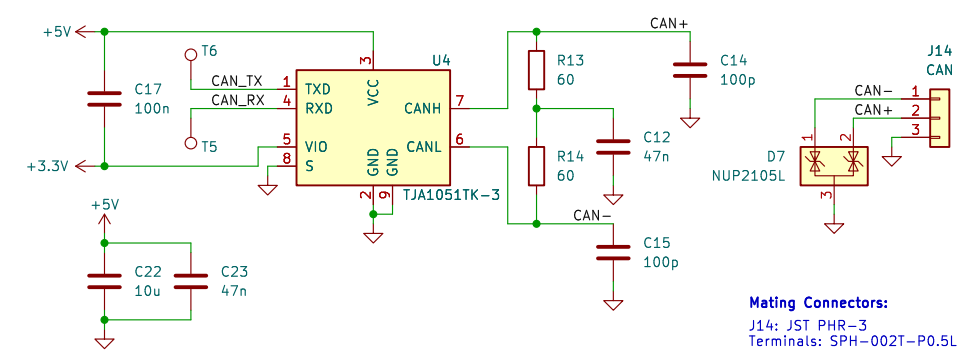 CAN+
+5V
T6
U4
J14
CAN
3
R13
60
C14
100p
CAN_TX
1
TXD
VCC
C17
100n
CAN_RX
4
RXD
CANH
7
CAN-
1
CAN+
2
3
T5
5
VIO
CANL
6
C12
47n
1
2
+3.3V
8
S
GND
GND
R14
60
D7
NUP2105L
2
9
TJA1051TK-3
3
+5V
CAN-
C15
100p
C22
10u
C23
47n
Mating Connectors:
J14: JST PHR-3
Terminals: SPH-002T-P0.5L